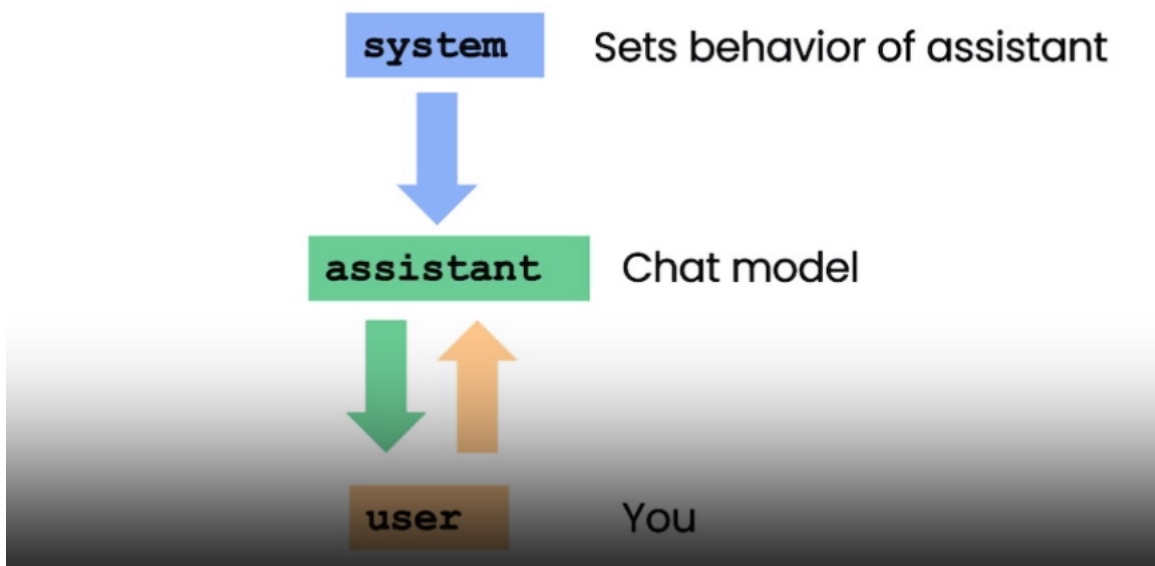 system Sets behavior of assistant
assistant Chat model
user You